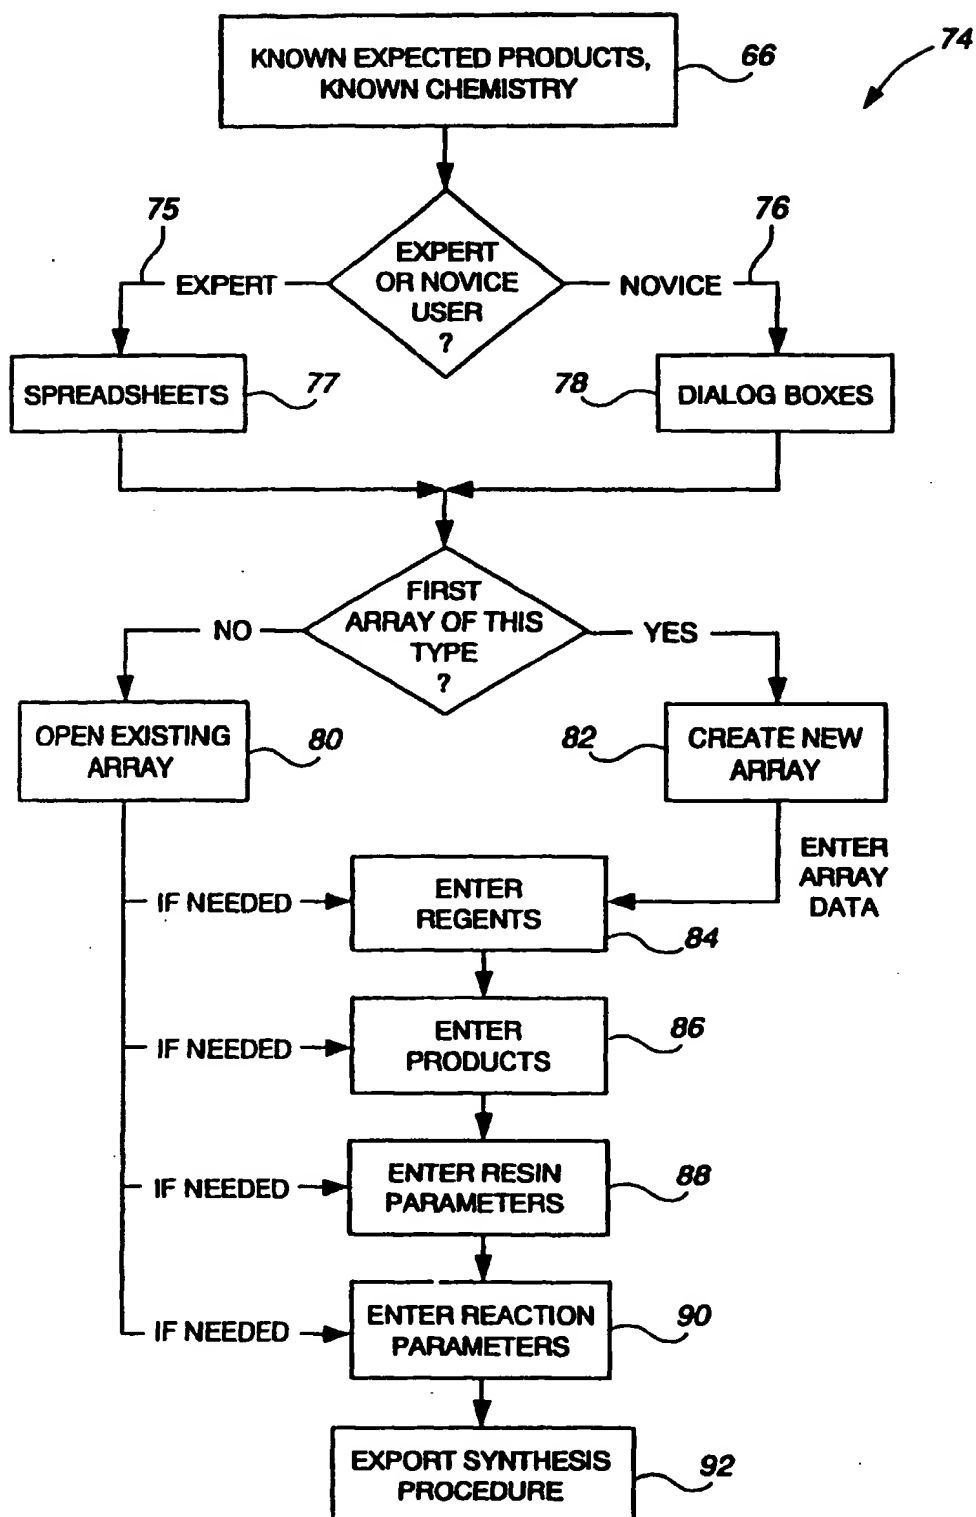 KNOWN EXPECTED PRODUCTS,
KNOWN CHEMISTRY
66
74
75
76
EXPERT
OR NOVICE
USER
?
EXPERT
NOVICE
SPREADSHEETS
77
78
DIALOG BOXES
FIRST
ARRAY OF THIS
TYPE
?
NO
YES
OPEN EXISTING
ARRAY
80
82
CREATE NEW
ARRAY
ENTER
ARRAY
DATA
IF NEEDED
ENTER
REGENTS
84
IF NEEDED
ENTER
PRODUCTS
86
IF NEEDED
ENTER RESIN
PARAMETERS
88
IF NEEDED
ENTER REACTION
PARAMETERS
90
EXPORT SYNTHESIS
PROCEDURE
92